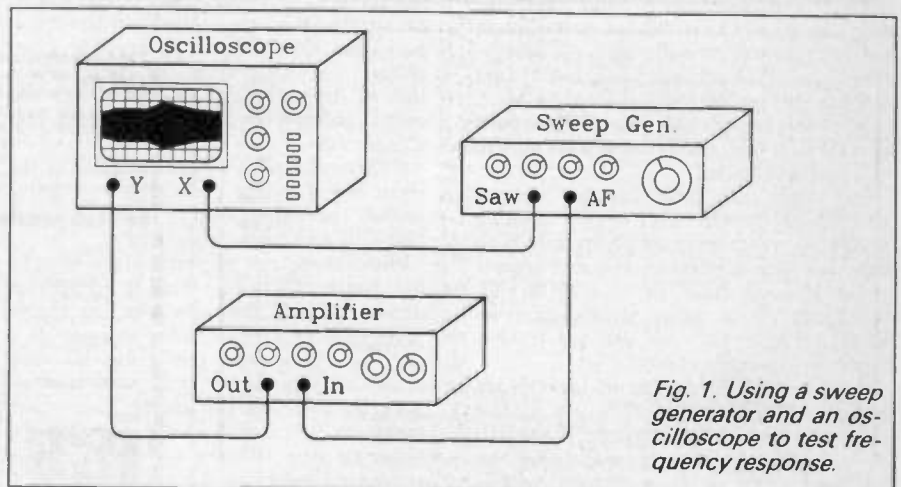 Oscilloscope
Y X
Sweep Gen.
Saw AF
Amplifier
Out In
Fig. 1. Using a sweep
generator and an os-
cilloscope to test fre-
quency response.